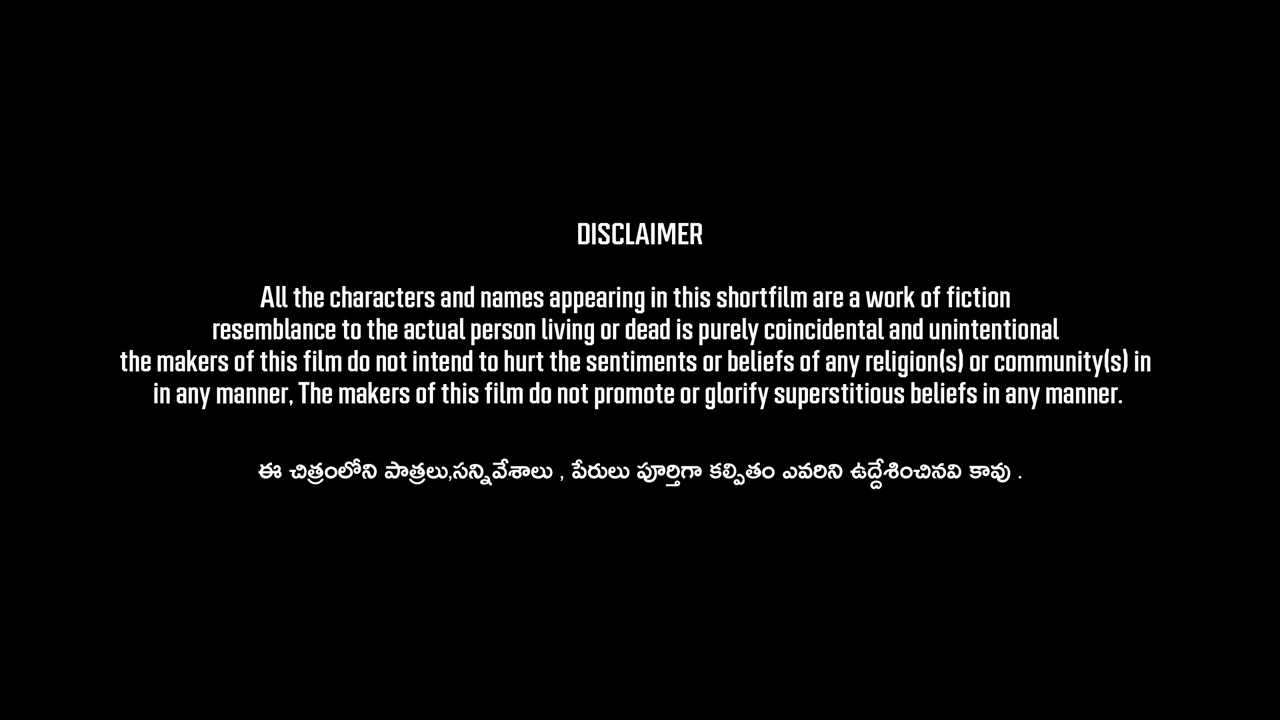 DISCLAIMER
All the characters and names appearing in this shortfilm are a work of fiction
resemblance to the actual person living or dead is purely coincidental and unintentional
the makers of this film do not intend to hurt the sentiments or beliefs of any religion(s) or community(s) in
in any manner, The makers of this film do not promote or glorify superstitious beliefs in any manner.
ఈ చిత్రంలోని పాత్రలు,సన్నివేశాలు , పేరులు పూర్తిగా కల్పితం ఎవరిని ఉద్దేశించినవి కావు .